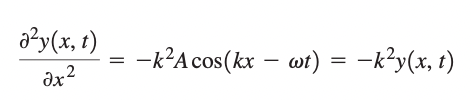 ∂²y(x, t)/∂x² = −k²A cos(kx − ωt) = −k²y(x, t)